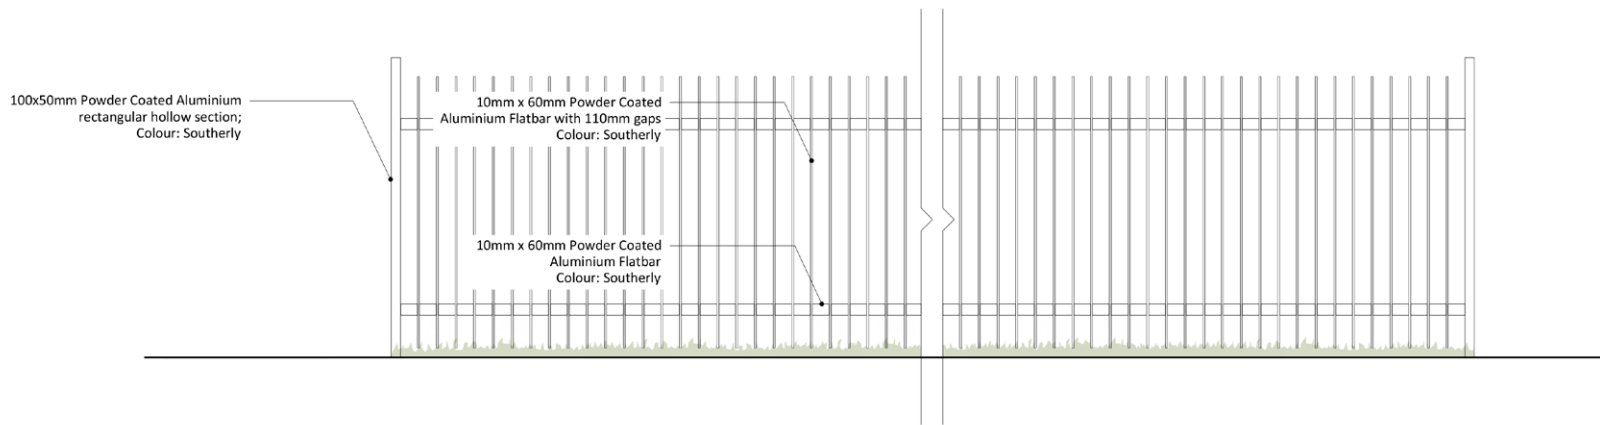 100x50mm Powder Coated Aluminium
rectangular hollow section;
Colour: Southerly
10mm x 60mm Powder Coated
Aluminium Flatbar with 110mm gaps
Colour: Southerly
10mm x 60mm Powder Coated
Aluminium Flatbar
Colour: Southerly